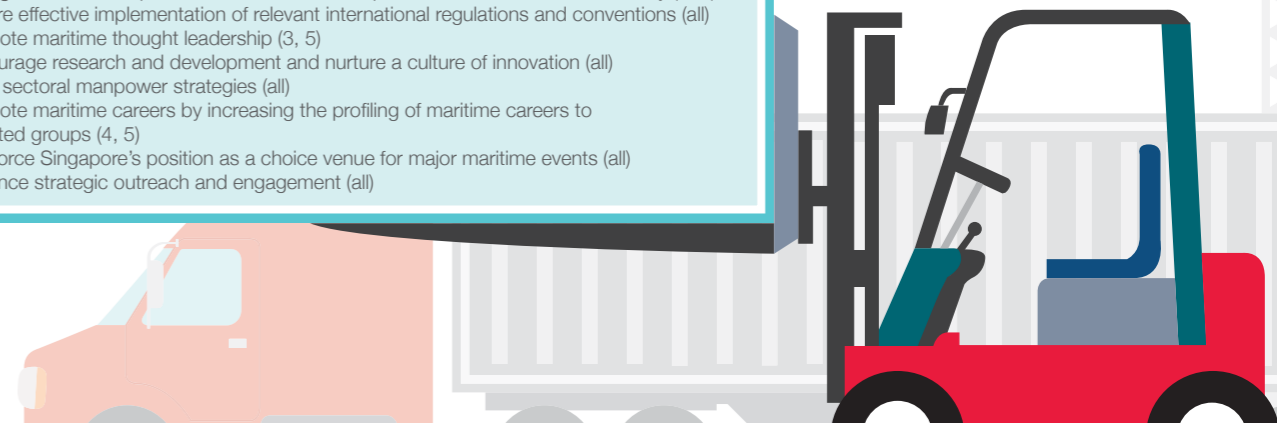 re effective implementation of relevant international regulations and conventions (all)
ote maritime thought leadership (3, 5)
urage research and development and nurture a culture of innovation (all)
sectoral manpower strategies (all)
ote maritime careers by increasing the profiling of maritime careers to
ted groups (4, 5)
orce Singapore's position as a choice venue for major maritime events (all)
nce strategic outreach and engagement (all)